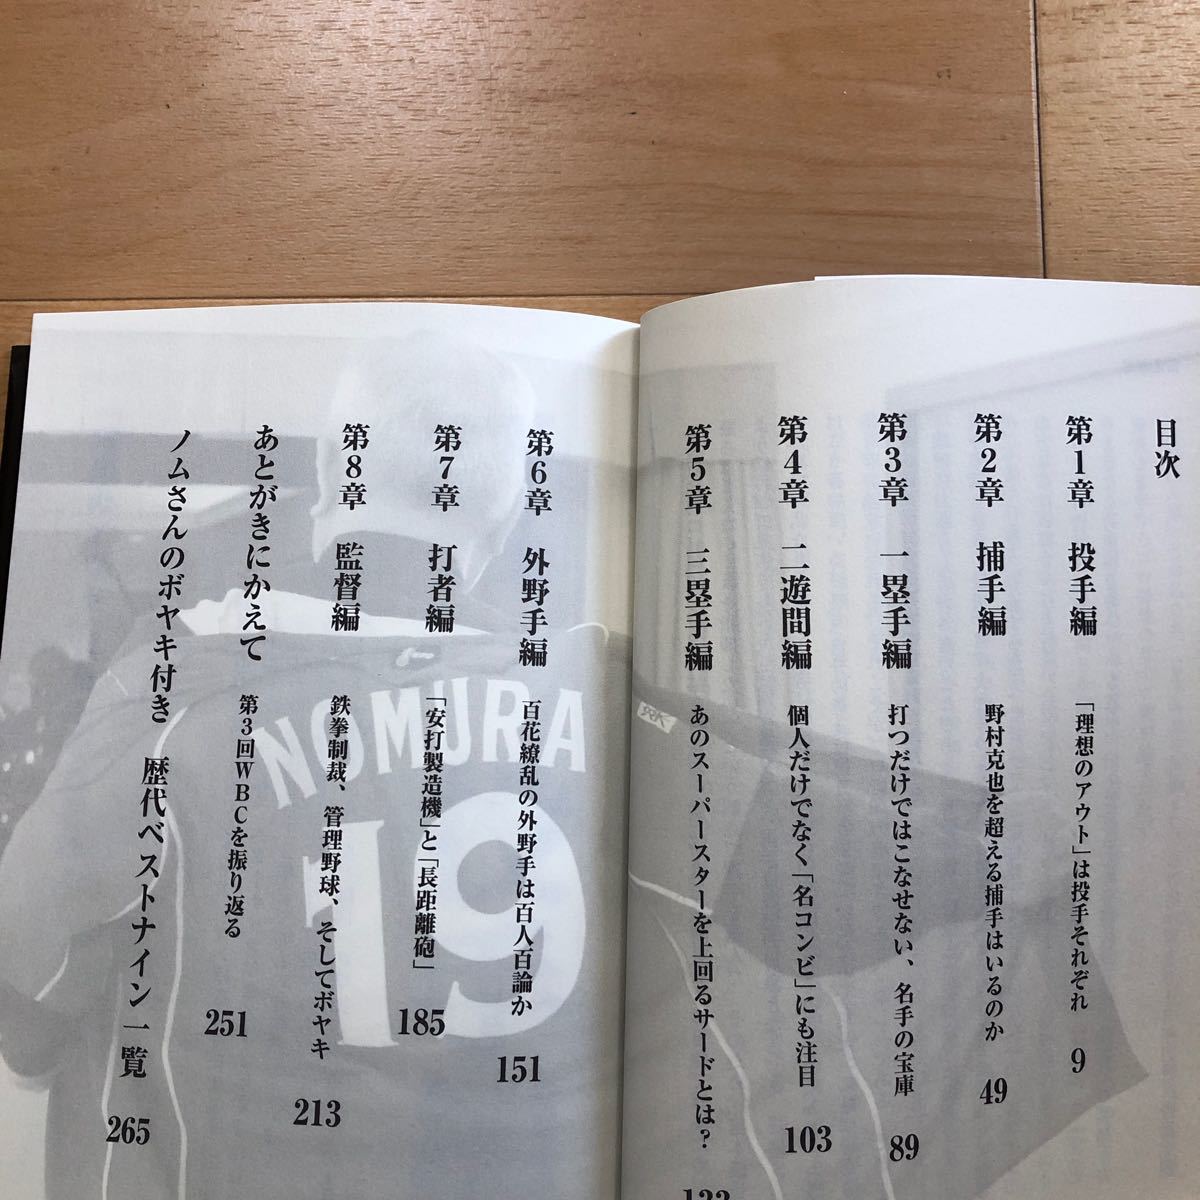 目次
第1章 投手編 「理想のアウト」は投手それぞれ 9
第2章 捕手編 野村克也を超える捕手はいるのか 49
第3章 一塁手編 打つだけではこなせない、名手の宝庫 89
第4章 二遊間編 個人だけでなく「名コンビ」にも注目 103
第5章 三塁手編 あのスーパースターを上回るサードとは?
第6章 外野手編 百花繚乱の外野手は百人百論か 151
第7章 打者編 「安打製造機」と「長距離砲」 185
第8章 監督編 鉄拳制裁、管理野球、そしてボヤキ 213
あとがきにかえて 第3回WBCを振り返る 251
ノムさんのボヤキ付き 歴代ベストナイン一覧 265
NOMURA
19